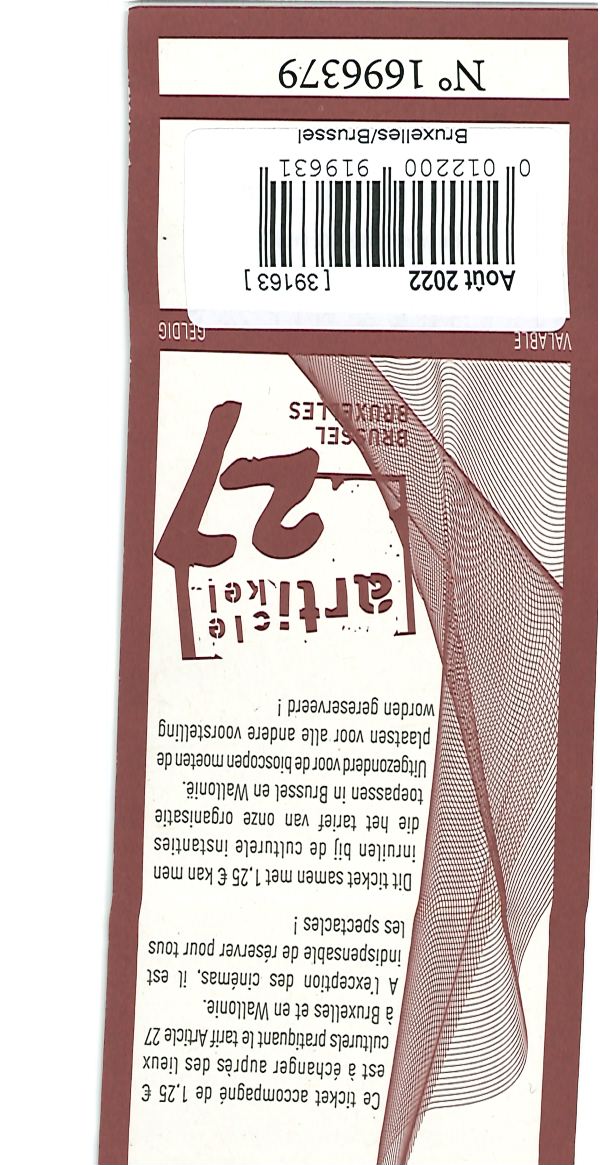 Ce ticket accompagné de 1,25 €
est à échanger auprès des lieux
culturels pratiquant le tarif Article 27
à Bruxelles et en Wallonie.
A l'exception des cinémas, il est
indispensable de réserver pour tous
les spectacles !
Dit ticket samen met 1,25 € kan men
inruilen bij de culturele instanties
die het tarief van onze organisatie
toepassen in Brussel en Wallonië.
Uitgezonderd voor de bioscopen moeten de
plaatsen voor alle andere voorstelling
worden gereserveerd !
[article
ikel
27
BRUSSEL
BRUXELLES
VALABLE GELDIG
Août 2022 [ 39163 ]
0 012200 919631
Bruxelles/Brussel
N° 1696379